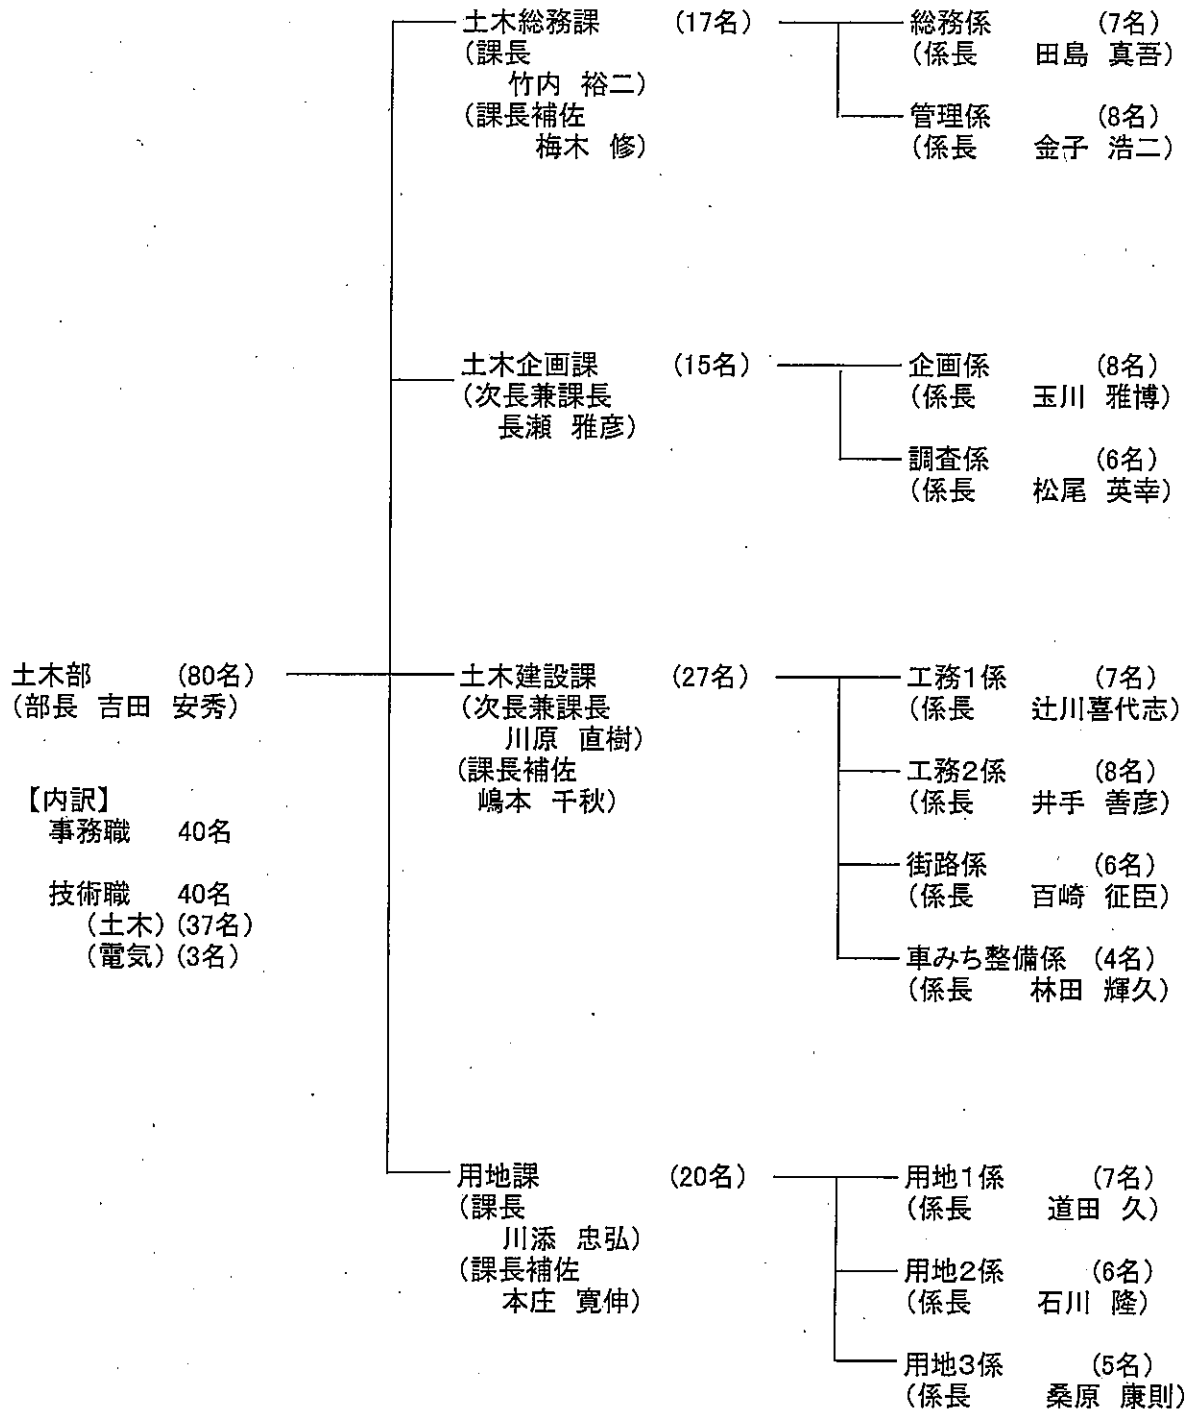 土木部 (80名)
(部長 吉田 安秀)
【内訳】
事務職 40名
技術職 40名
(土木) (37名)
(電気) (3名)
土木総務課 (17名)
(課長
竹内 裕二)
(課長補佐
梅木 修)
総務係 (7名)
(係長 田島 真吾)
管理係 (8名)
(係長 金子 浩二)
土木企画課 (15名)
(次長兼課長
長瀬 雅彦)
企画係 (8名)
(係長 玉川 雅博)
調査係 (6名)
(係長 松尾 英幸)
土木建設課 (27名)
(次長兼課長
川原 直樹)
(課長補佐
嶋本 千秋)
工務1係 (7名)
(係長 辻川喜代志)
工務2係 (8名)
(係長 井手 善彦)
街路係 (6名)
(係長 百崎 征臣)
車みち整備係 (4名)
(係長 林田 輝久)
用地課 (20名)
(課長
川添 忠弘)
(課長補佐
本庄 寛伸)
用地1係 (7名)
(係長 道田 久)
用地2係 (6名)
(係長 石川 隆)
用地3係 (5名)
(係長 桑原 康則)